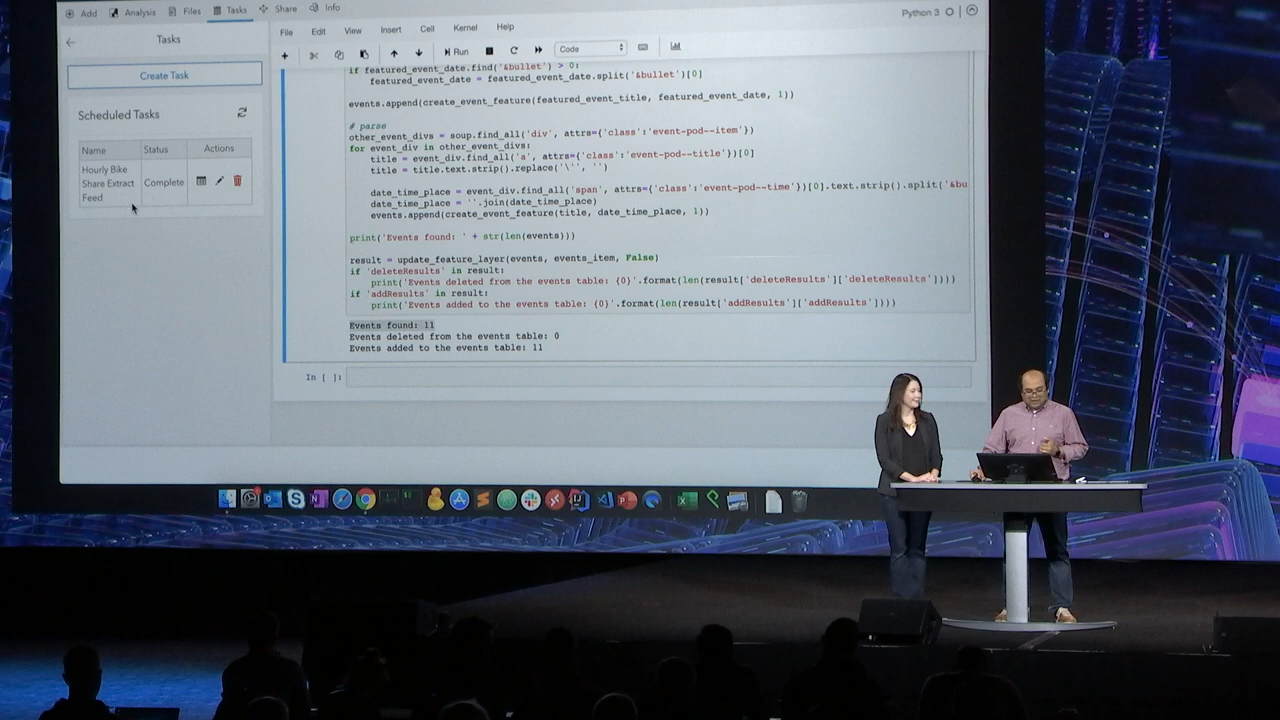 Add Analysis Files Tasks Share Info
Python 3
Tasks
File Edit View Insert Cell Kernel Help
Run Code
Create Task
Scheduled Tasks
Name Status Actions
Hourly Bike
Share Extract
Feed
Complete
if featured_event_date.find('&bullet') > 0:
featured_event_date = featured_event_date.split('&bullet')[0]
events.append(create_event_feature(featured_event_title, featured_event_date, 1))
# parse
other_event_divs = soup.find_all('div', attrs={'class':'event-pod--item'})
for event_div in other_event_divs:
title = event_div.find_all('a', attrs={'class':'event-pod--title'})[0]
title = title.text.strip().replace('\'', '')
date_time_place = event_div.find_all('span', attrs={'class':'event-pod--time'})[0].text.strip().split('&bu
date_time_place = ''.join(date_time_place)
events.append(create_event_feature(title, date_time_place, 1))
print('Events found: ' + str(len(events)))
result = update_feature_layer(events, events_item, False)
if 'deleteResults' in result:
print('Events deleted from the events table: {0}'.format(len(result['deleteResults']['deleteResults'])))
if 'addResults' in result:
print('Events added to the events table: {0}'.format(len(result['addResults']['addResults'])))
Events found: 11
Events deleted from the events table: 0
Events added to the events table: 11
In [ ]: